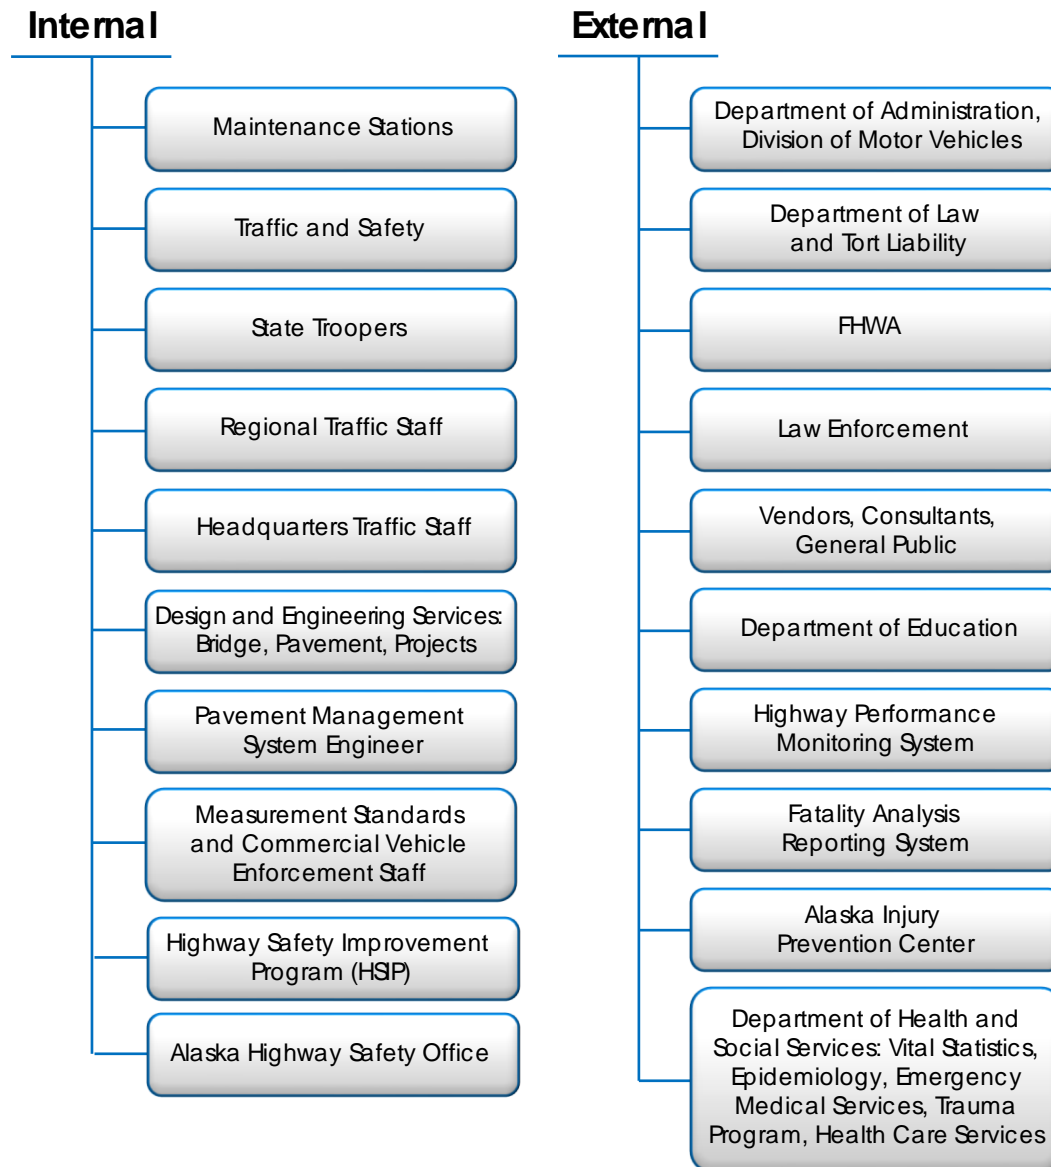 Internal
Maintenance Stations
Traffic and Safety
State Troopers
Regional Traffic Staff
Headquarters Traffic Staff
Design and Engineering Services:
Bridge, Pavement, Projects
Pavement Management
System Engineer
Measurement Standards
and Commercial Vehicle
Enforcement Staff
Highway Safety Improvement
Program (HSIP)
Alaska Highway Safety Office
External
Department of Administration,
Division of Motor Vehicles
Department of Law
and Tort Liability
FHWA
Law Enforcement
Vendors, Consultants,
General Public
Department of Education
Highway Performance
Monitoring System
Fatality Analysis
Reporting System
Alaska Injury
Prevention Center
Department of Health and
Social Services: Vital Statistics,
Epidemiology, Emergency
Medical Services, Trauma
Program, Health Care Services